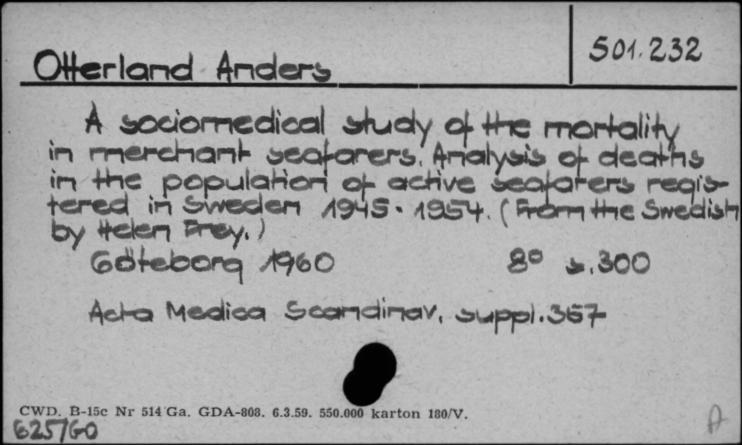 Otterland Anders
501.232
A sociomedical study of the mortality
in merchant seafarers. Analysis of deaths
in the population of active seafarers regis-
tered in Sweden 1945-1954. (From the Swedish
by Helen Frey.)
Göteborg 1960 8° s.300
Acta Medica Scandinav. suppl.357
CWD. B-15c Nr 514 Ga. GDA-808. 6.3.59. 550.000 karton 180/V.
625/60
A